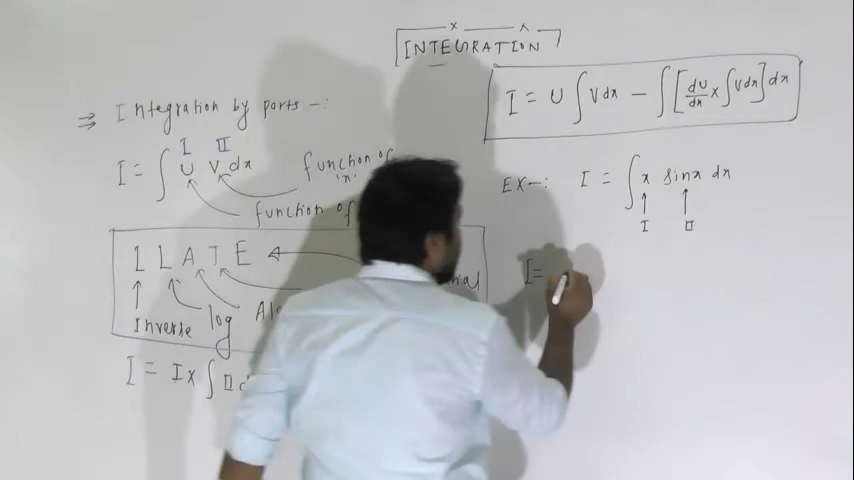 INTEGRATION
I = U ∫ V dx − ∫ [ du/dx × ∫ V dx ] dx
⇒ Integration by parts -:
I II
I = ∫ U V dx
function of
'x'
function of
EX-: I = ∫ x sinx dx
I II
I L A T E
Inverse log
I =
I = I × ∫ II